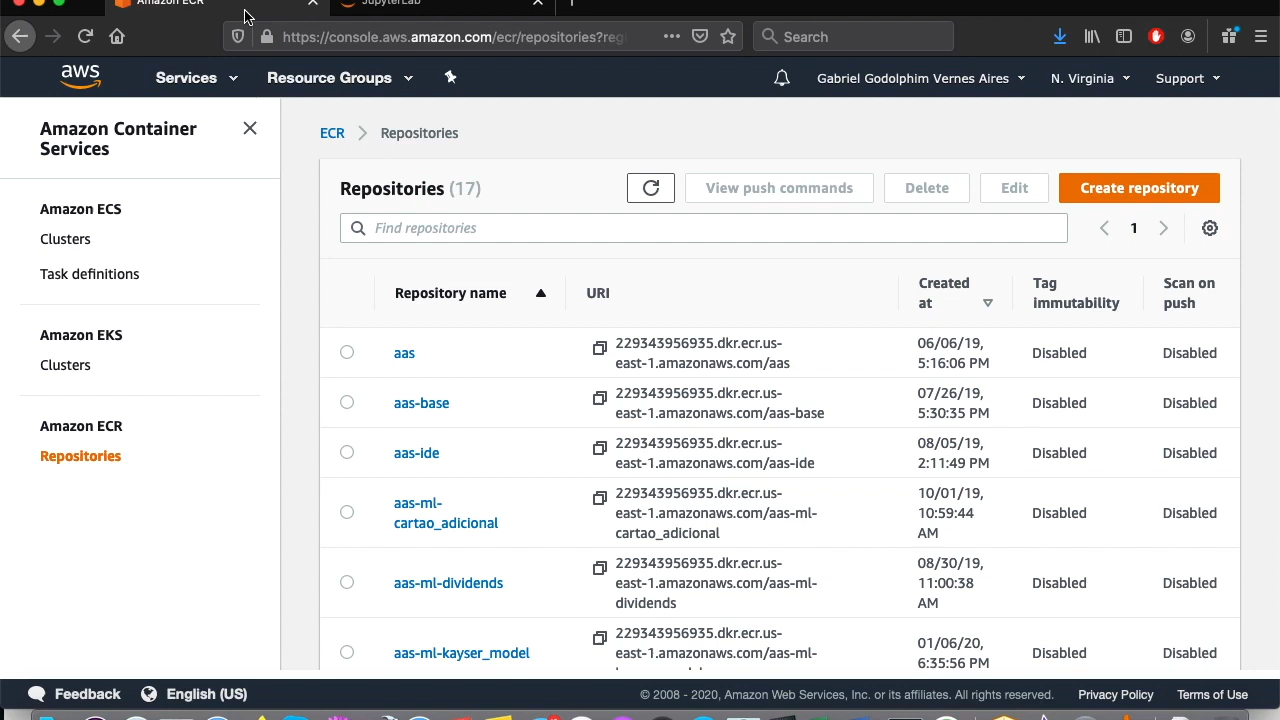 Amazon ECR
JupyterLab
https://console.aws.amazon.com/ecr/repositories?reg
Search
aws
Services
Resource Groups
Gabriel Godolphim Vernes Aires
N. Virginia
Support
Amazon Container
Services
Amazon ECS
Clusters
Task definitions
Amazon EKS
Clusters
Amazon ECR
Repositories
ECR
Repositories
Repositories (17)
View push commands
Delete
Edit
Create repository
Find repositories
1
Repository name
URI
Created
at
Tag
immutability
Scan on
push
aas
229343956935.dkr.ecr.us-
east-1.amazonaws.com/aas
06/06/19,
5:16:06 PM
Disabled
Disabled
aas-base
229343956935.dkr.ecr.us-
east-1.amazonaws.com/aas-base
07/26/19,
5:30:35 PM
Disabled
Disabled
aas-ide
229343956935.dkr.ecr.us-
east-1.amazonaws.com/aas-ide
08/05/19,
2:11:49 PM
Disabled
Disabled
aas-ml-
cartao_adicional
229343956935.dkr.ecr.us-
east-1.amazonaws.com/aas-ml-
cartao_adicional
10/01/19,
10:59:44
AM
Disabled
Disabled
aas-ml-dividends
229343956935.dkr.ecr.us-
east-1.amazonaws.com/aas-ml-
dividends
08/30/19,
11:00:38
AM
Disabled
Disabled
aas-ml-kayser_model
229343956935.dkr.ecr.us-
east-1.amazonaws.com/aas-ml-
01/06/20,
6:35:56 PM
Disabled
Disabled
Feedback
English (US)
© 2008 - 2020, Amazon Web Services, Inc. or its affiliates. All rights reserved.
Privacy Policy
Terms of Use